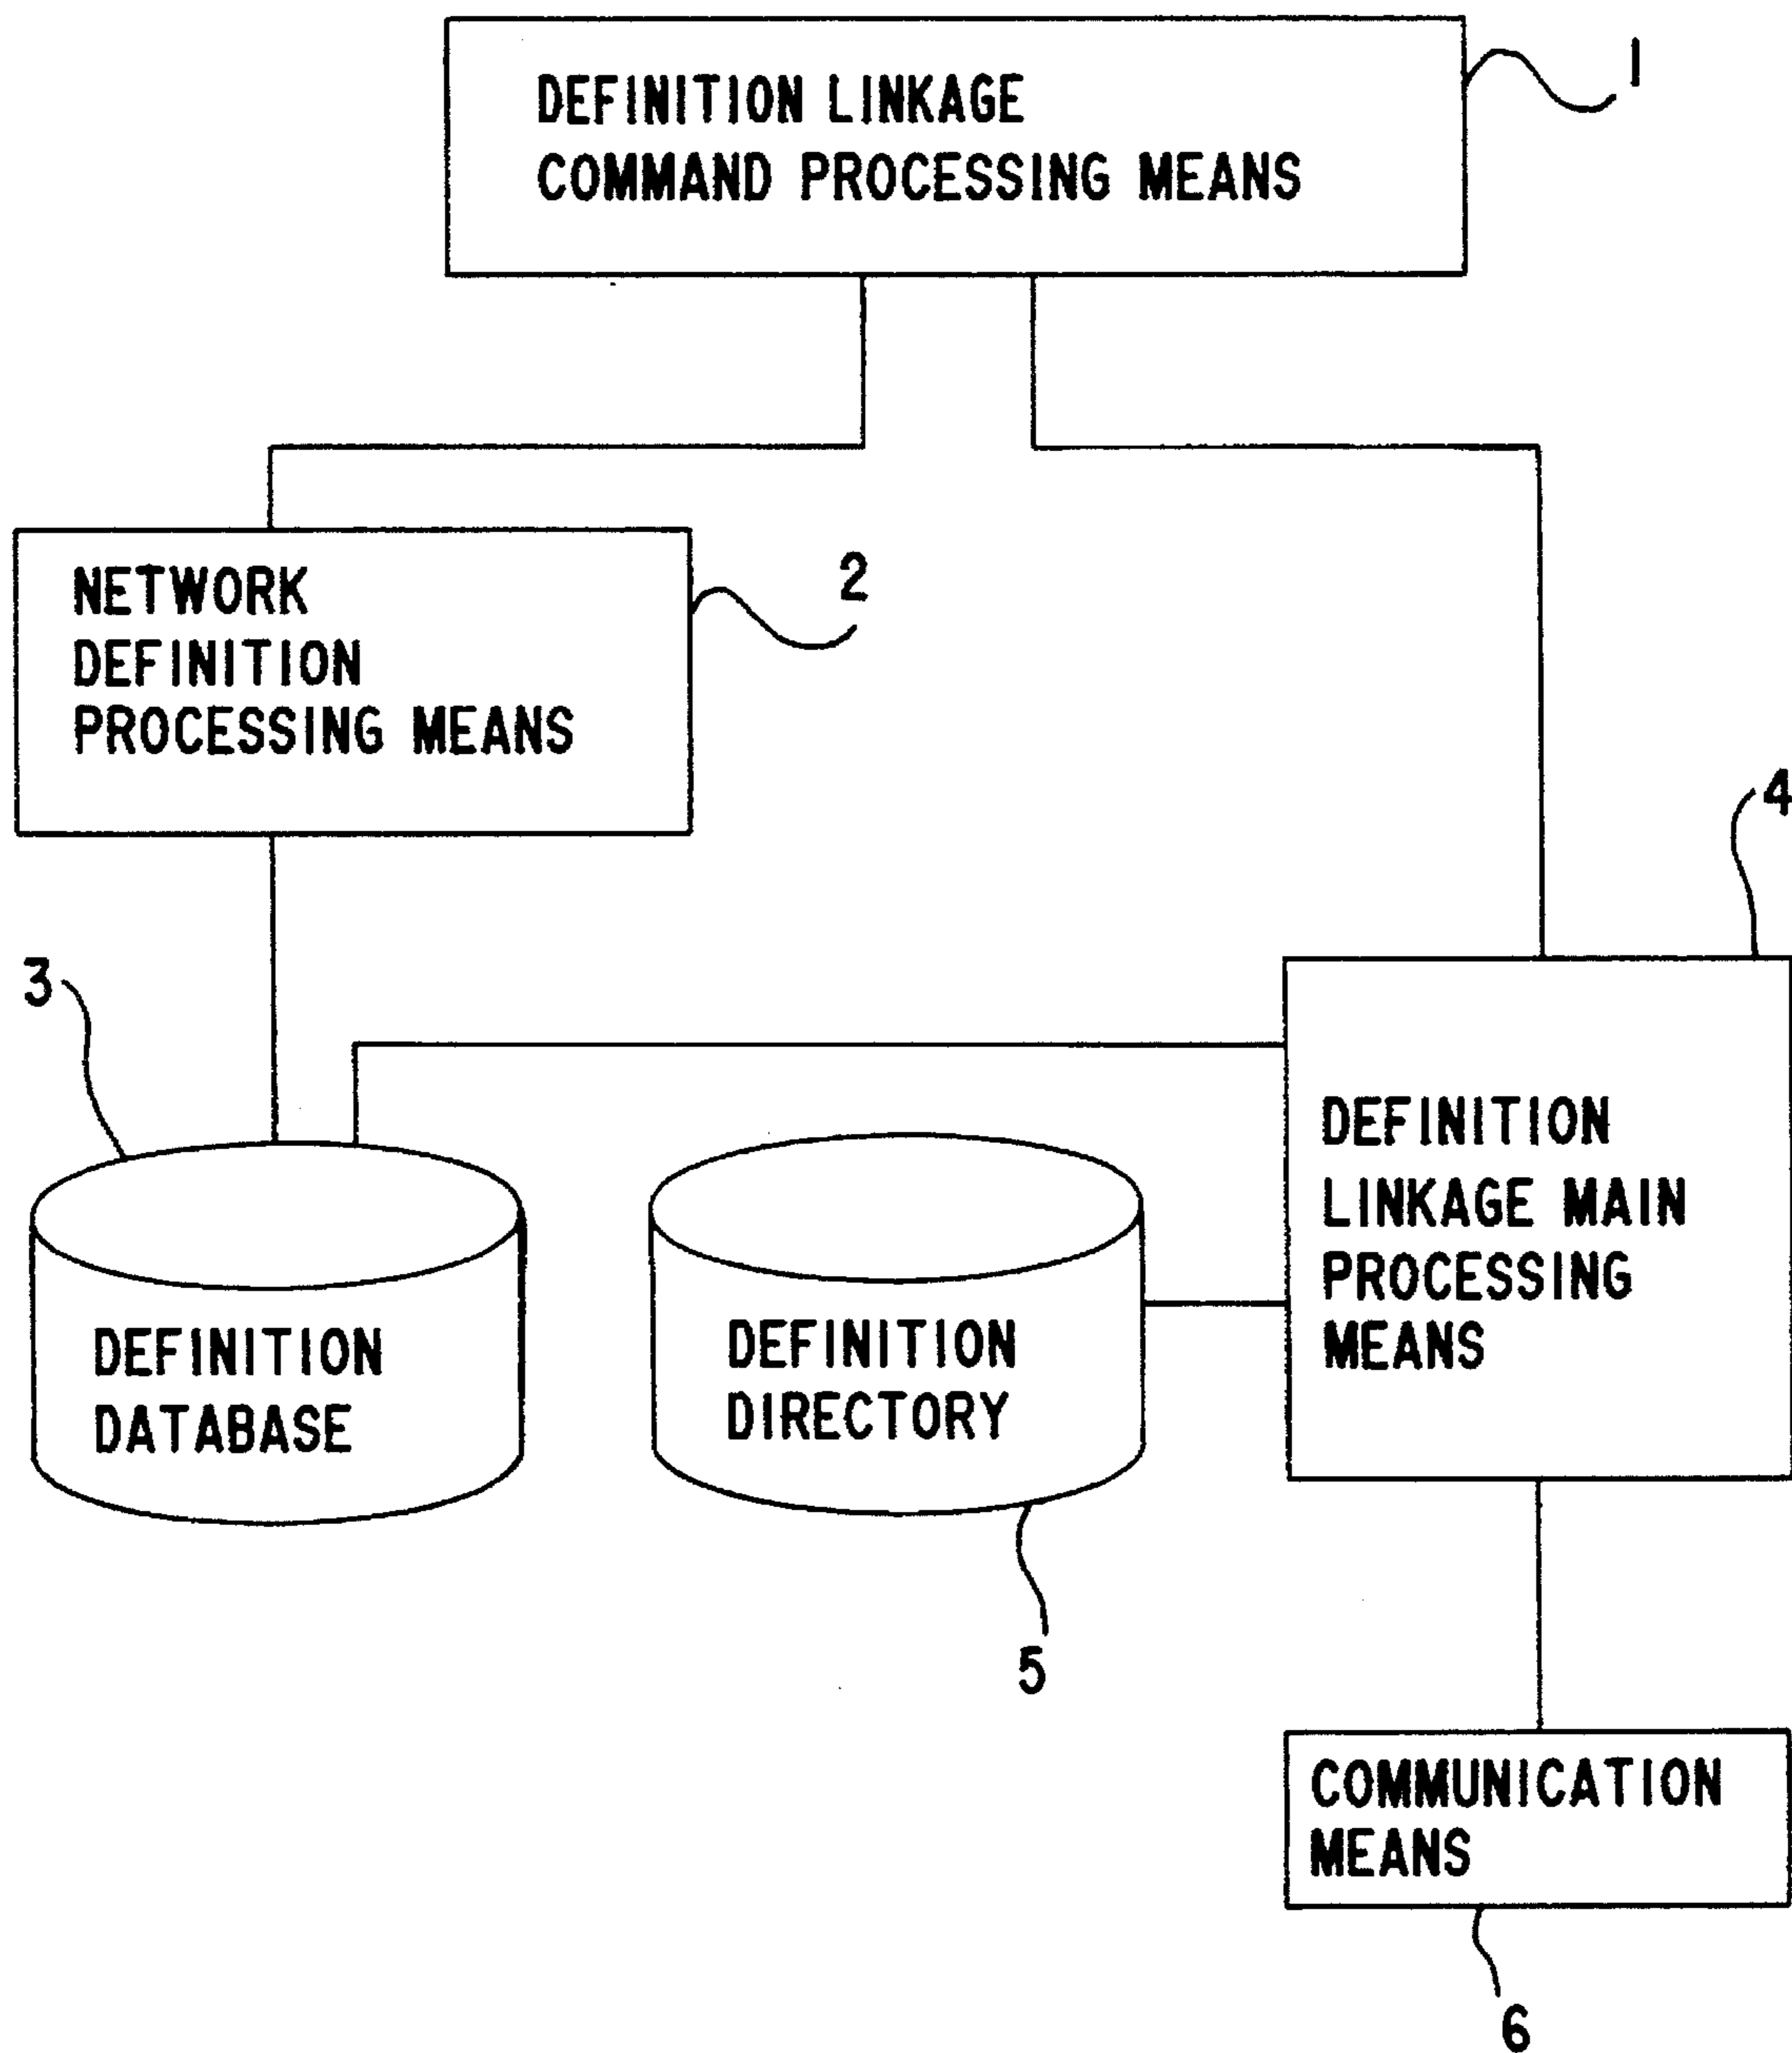 DEFINITION LINKAGE
COMMAND PROCESSING MEANS
1
NETWORK
DEFINITION
PROCESSING MEANS
2
3
4
DEFINITION
DATABASE
DEFINITION
DIRECTORY
5
DEFINITION
LINKAGE MAIN
PROCESSING
MEANS
COMMUNICATION
MEANS
6